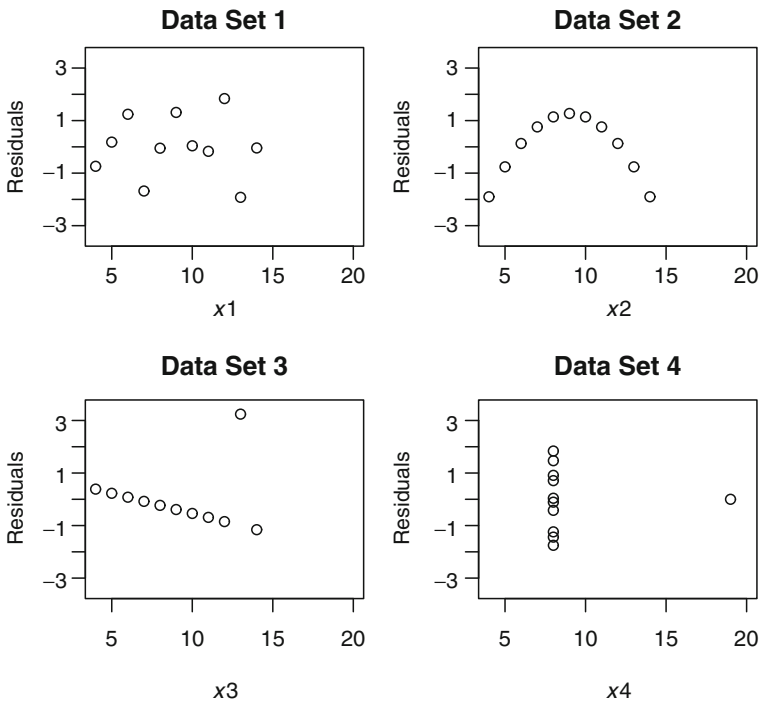 Data Set 1
Residuals
3
1
−1
−3
5 10 15 20
x1
Data Set 2
Residuals
3
1
−1
−3
5 10 15 20
x2
Data Set 3
Residuals
3
1
−1
−3
5 10 15 20
x3
Data Set 4
Residuals
3
1
−1
−3
5 10 15 20
x4